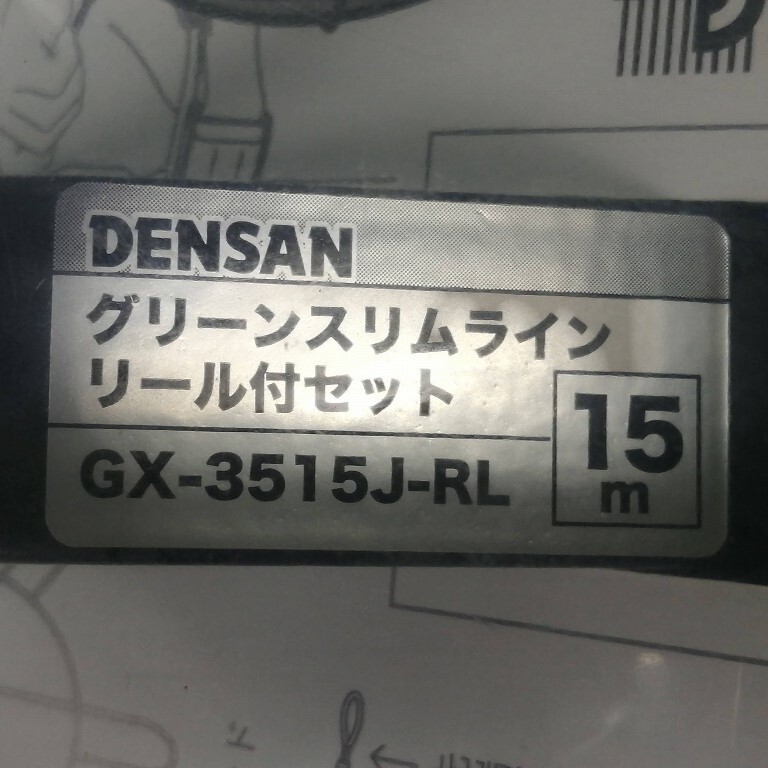 DENSAN
グリーンスリムライン
リール付セット
GX-3515J-RL
15
m